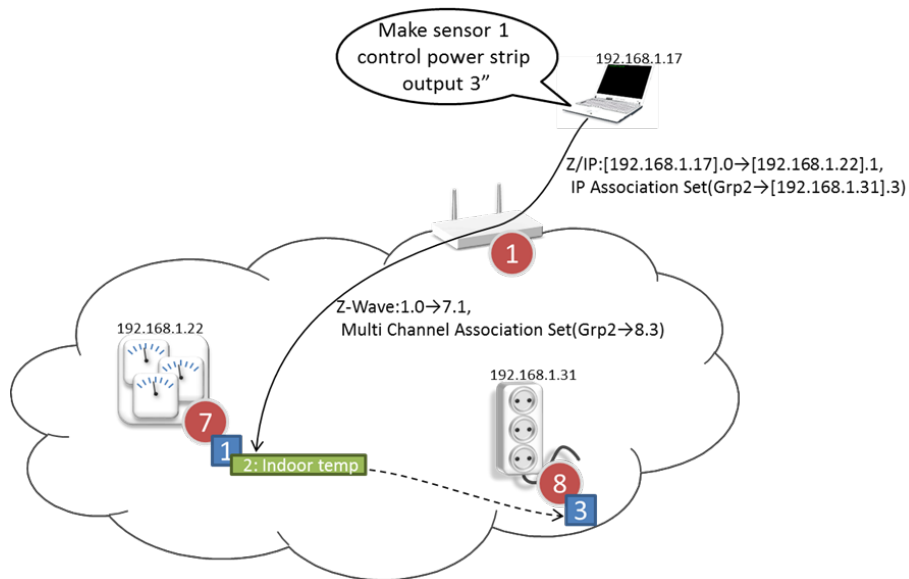 Make sensor 1
control power strip
output 3”
192.168.1.17
Z/IP:[192.168.1.17].0→[192.168.1.22].1,
IP Association Set(Grp2→[192.168.1.31].3)
1
Z-Wave:1.0→7.1,
Multi Channel Association Set(Grp2→8.3)
192.168.1.22
192.168.1.31
7
1
2: Indoor temp
8
3